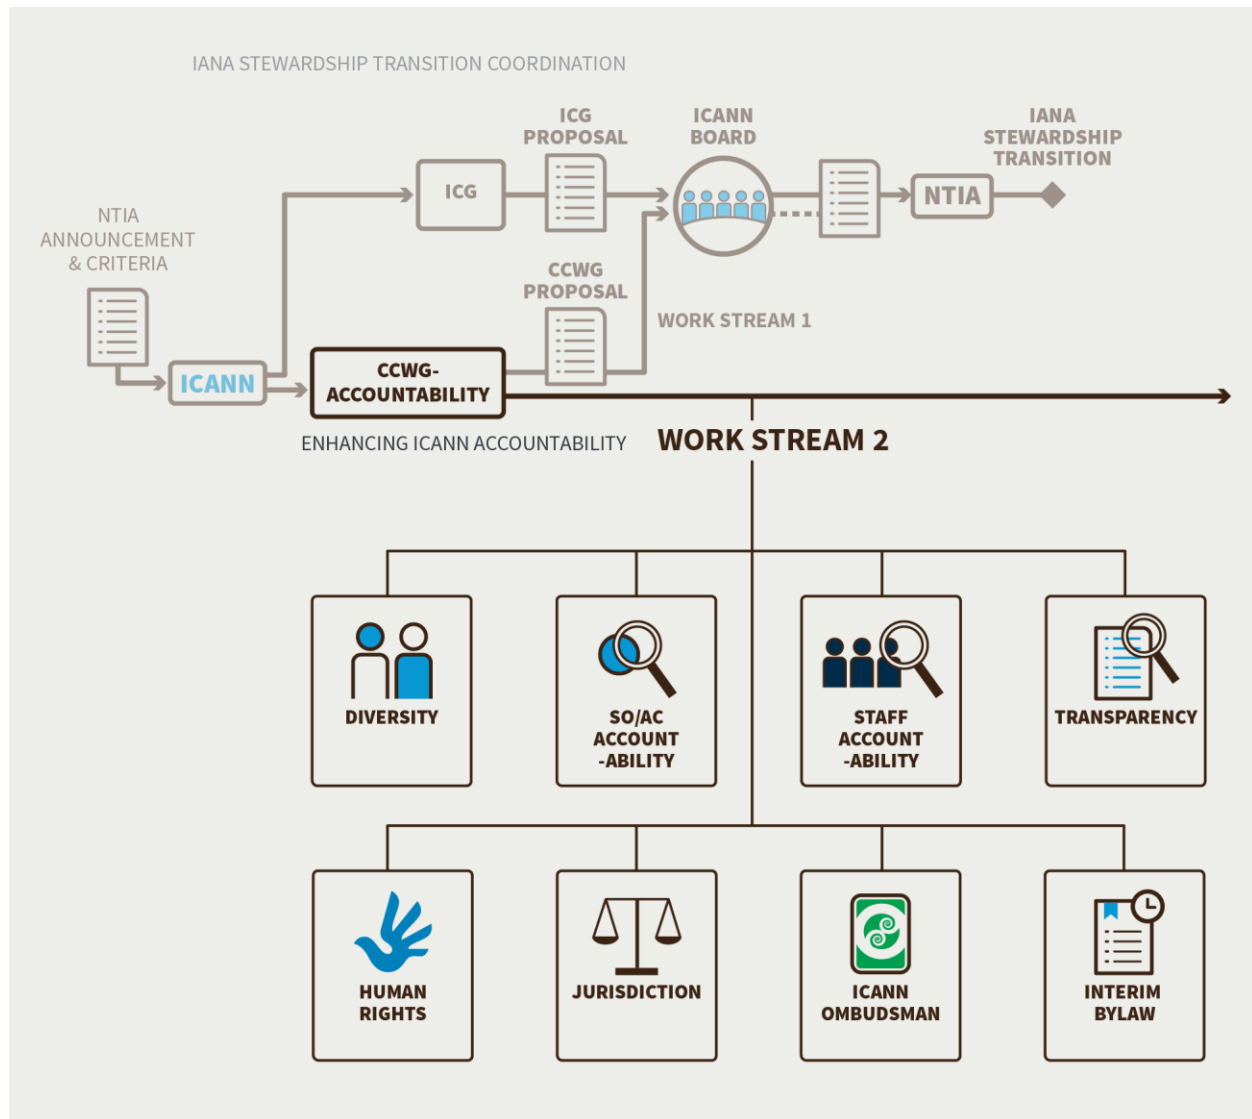 IANA STEWARDSHIP TRANSITION COORDINATION
ICG
PROPOSAL
ICANN
BOARD
IANA
STEWARDSHIP
TRANSITION
ICG
NTIA
NTIA
ANNOUNCEMENT
& CRITERIA
CCWG
PROPOSAL
WORK STREAM 1
ICANN
CCWG-
ACCOUNTABILITY
ENHANCING ICANN ACCOUNTABILITY
WORK STREAM 2
DIVERSITY
SO/AC
ACCOUNT
-ABILITY
STAFF
ACCOUNT
-ABILITY
TRANSPARENCY
HUMAN
RIGHTS
JURISDICTION
ICANN
OMBUDSMAN
INTERIM
BYLAW